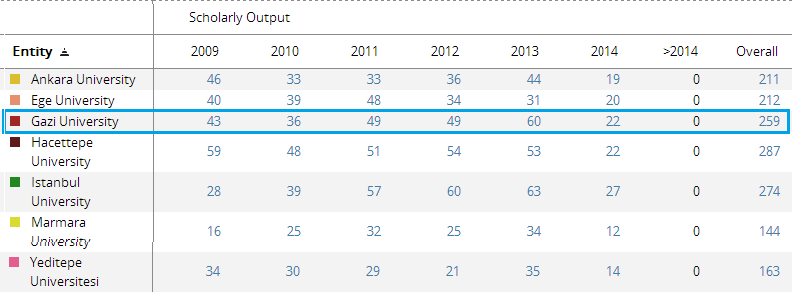 Scholarly Output
Entity 2009 2010 2011 2012 2013 2014 >2014 Overall
Ankara University 46 33 33 36 44 19 0 211
Ege University 40 39 48 34 31 20 0 212
Gazi University 43 36 49 49 60 22 0 259
Hacettepe
University 59 48 51 54 53 22 0 287
Istanbul
University 28 39 57 60 63 27 0 274
Marmara
University 16 25 32 25 34 12 0 144
Yeditepe
Universitesi 34 30 29 21 35 14 0 163